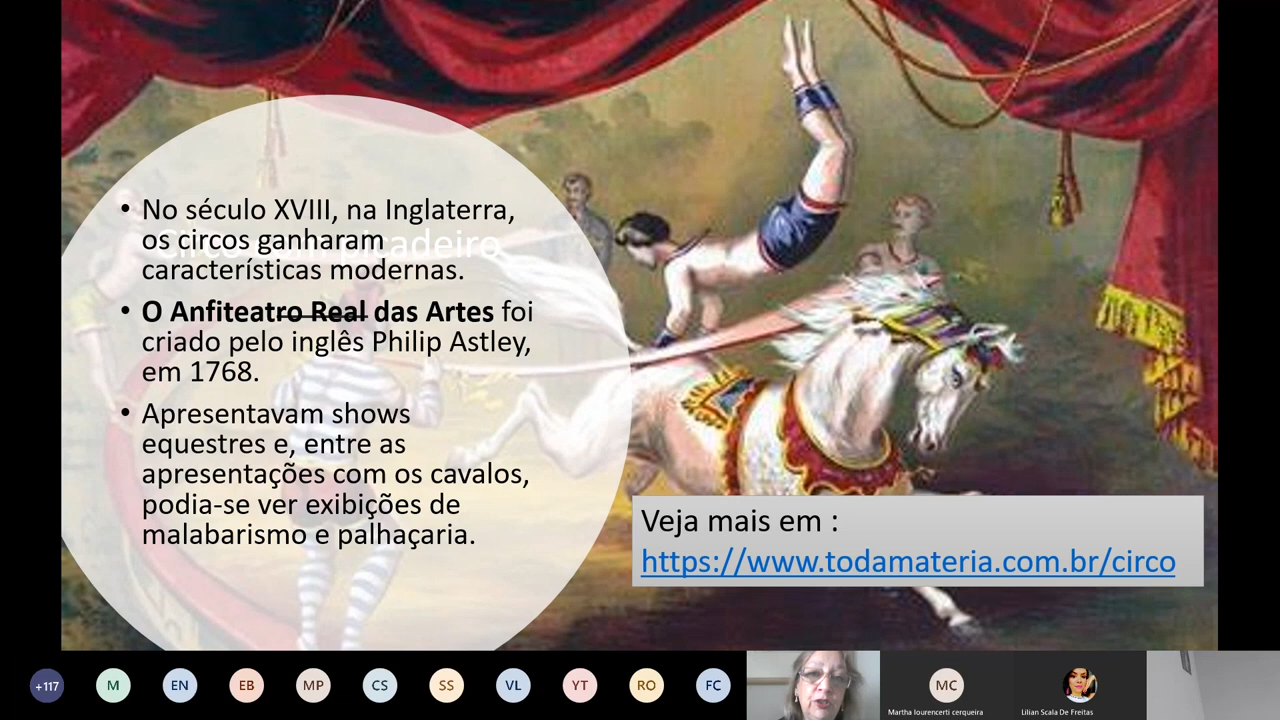 Circo com picadeiro
• No século XVIII, na Inglaterra,
os circos ganharam
características modernas.
• O Anfiteatro Real das Artes foi
criado pelo inglês Philip Astley,
em 1768.
• Apresentavam shows
equestres e, entre as
apresentações com os cavalos,
podia-se ver exibições de
malabarismo e palhaçaria.
Veja mais em :
https://www.todamateria.com.br/circo
+117 M EN EB MP CS SS VL YT RO FC MC
Martha lourencerti cerqueira
Lilian Scala De Freitas